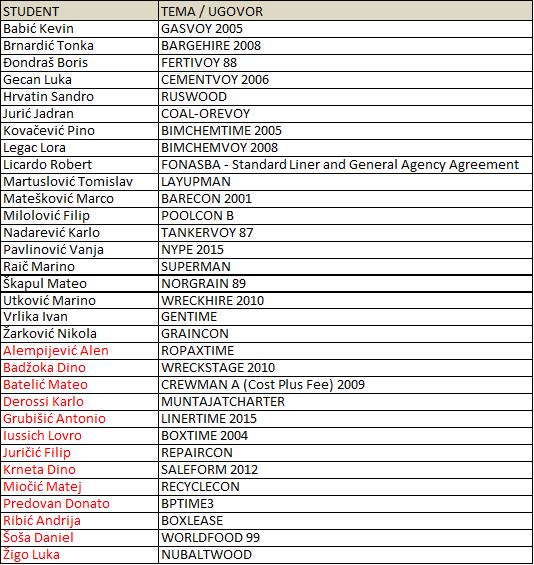 STUDENT TEMA / UGOVOR
Babić Kevin GASVOY 2005
Brnardić Tonka BARGEHIRE 2008
Đondraš Boris FERTIVOY 88
Gecan Luka CEMENTVOY 2006
Hrvatin Sandro RUSWOOD
Jurić Jadran COAL-OREVOY
Kovačević Pino BIMCHEMTIME 2005
Legac Lora BIMCHEMVOY 2008
Licardo Robert FONASBA - Standard Liner and General Agency Agreement
Martuslović Tomislav LAYUPMAN
Matešković Marco BARECON 2001
Milolović Filip POOLCON B
Nadarević Karlo TANKERVOY 87
Pavlinović Vanja NYPE 2015
Raič Marino SUPERMAN
Škapul Mateo NORGRAIN 89
Utković Marino WRECKHIRE 2010
Vrlika Ivan GENTIME
Žarković Nikola GRAINCON
Alempijević Alen ROPAXTIME
Badžoka Dino WRECKSTAGE 2010
Batelić Mateo CREWMAN A (Cost Plus Fee) 2009
Derossi Karlo MUNTAJATCHARTER
Grubišić Antonio LINERTIME 2015
Iussich Lovro BOXTIME 2004
Juričić Filip REPAIRCON
Krneta Dino SALEFORM 2012
Miočić Matej RECYCLECON
Predovan Donato BPTIME3
Ribić Andrija BOXLEASE
Šoša Daniel WORLDFOOD 99
Žigo Luka NUBALTWOOD